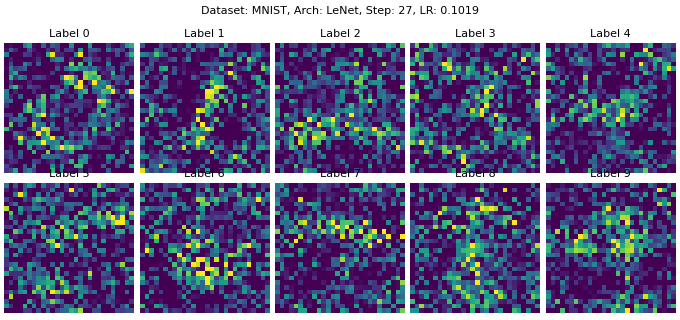 Dataset: MNIST, Arch: LeNet, Step: 27, LR: 0.1019
Label 0 Label 1 Label 2 Label 3 Label 4
Label 5 Label 6 Label 7 Label 8 Label 9